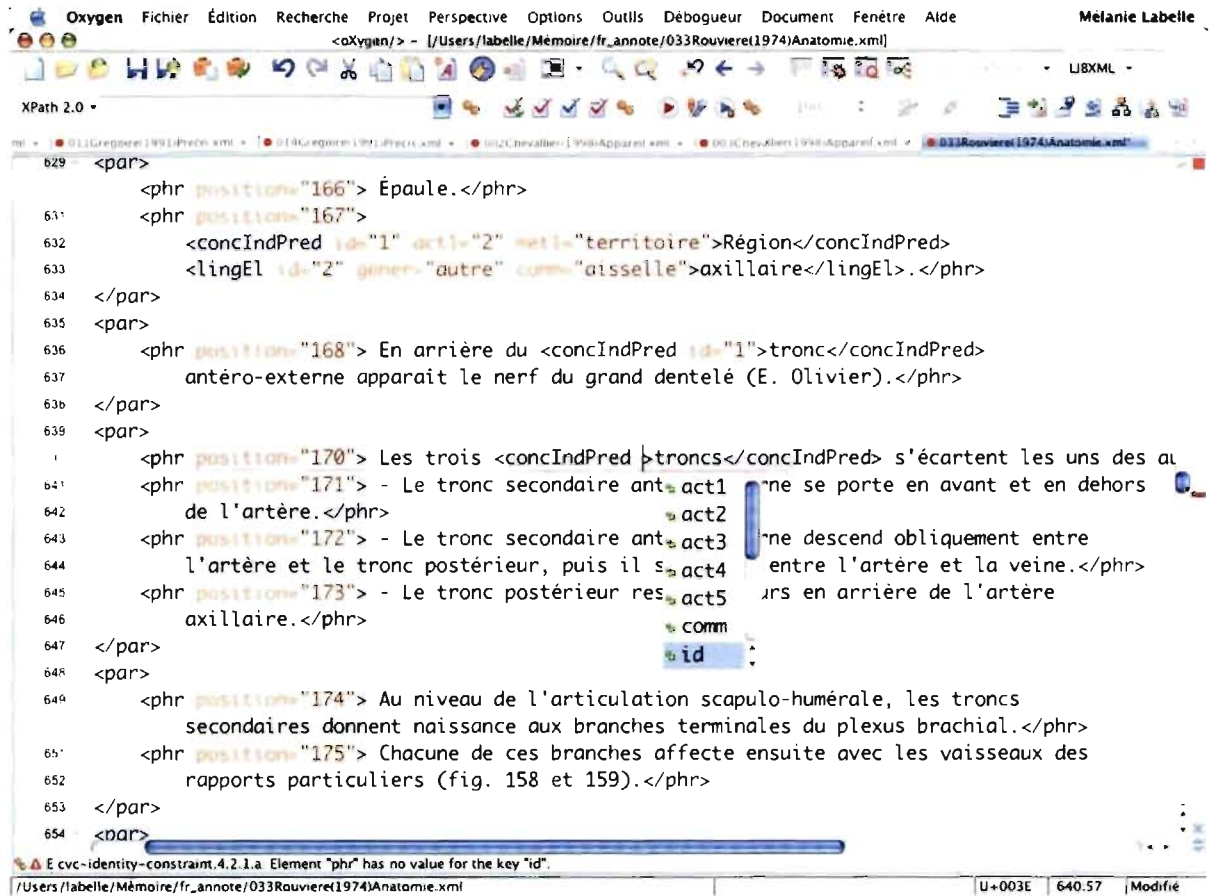 Oxygen Fichier Édition Recherche Projet Perspective Options Outils Débogueur Document Fenêtre Aide Mélanie Labelle
<oXygen/> - [/Users/labelle/Mémoire/fr_annote/033Rouviere(1974)Anatomie.xml]
LIBXML
XPath 2.0
033Rouviere(1974)Anatomie.xml*
629 <par>
<phr position="166"> Épaule.</phr>
631 <phr position="167">
632 <concIndPred id="1" act1="2" met1="territoire">Région</concIndPred>
633 <lingEl id="2" gener="autre" comm="aisselle">axillaire</lingEl>.</phr>
634 </par>
635 <par>
636 <phr position="168"> En arrière du <concIndPred id="1">tronc</concIndPred>
637 antéro-externe apparait le nerf du grand dentelé (E. Olivier).</phr>
638 </par>
639 <par>
<phr position="170"> Les trois <concIndPred >troncs</concIndPred> s'écartent les uns des au
641 <phr position="171"> - Le tronc secondaire ant rne se porte en avant et en dehors
642 de l'artère.</phr>
643 <phr position="172"> - Le tronc secondaire ant rne descend obliquement entre
644 l'artère et le tronc postérieur, puis il s entre l'artère et la veine.</phr>
645 <phr position="173"> - Le tronc postérieur res urs en arrière de l'artère
646 axillaire.</phr>
act1
act2
act3
act4
act5
comm
id
647 </par>
648 <par>
649 <phr position="174"> Au niveau de l'articulation scapulo-humérale, les troncs
secondaires donnent naissance aux branches terminales du plexus brachial.</phr>
651 <phr position="175"> Chacune de ces branches affecte ensuite avec les vaisseaux des
652 rapports particuliers (fig. 158 et 159).</phr>
653 </par>
654 <par>
E cvc-identity-constraint.4.2.1.a Element "phr" has no value for the key "id".
/Users/labelle/Mémoire/fr_annote/033Rouviere(1974)Anatomie.xml U+003E 640.57 Modifié